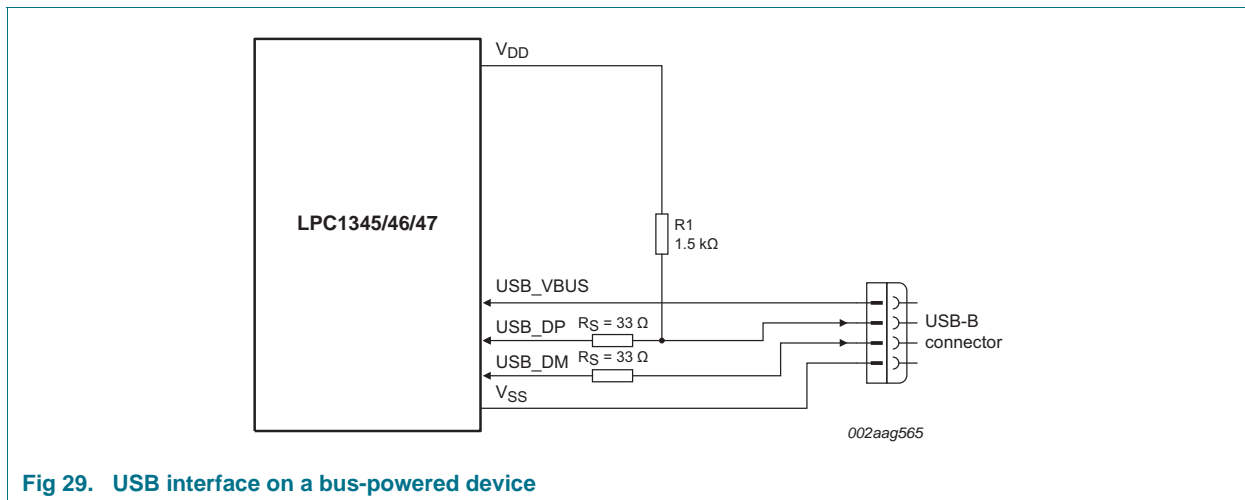 VDD
LPC1345/46/47
R1
1.5 kΩ
USB_VBUS
USB_DP
RS = 33 Ω
USB-B
connector
USB_DM
RS = 33 Ω
VSS
002aag565
Fig 29. USB interface on a bus-powered device